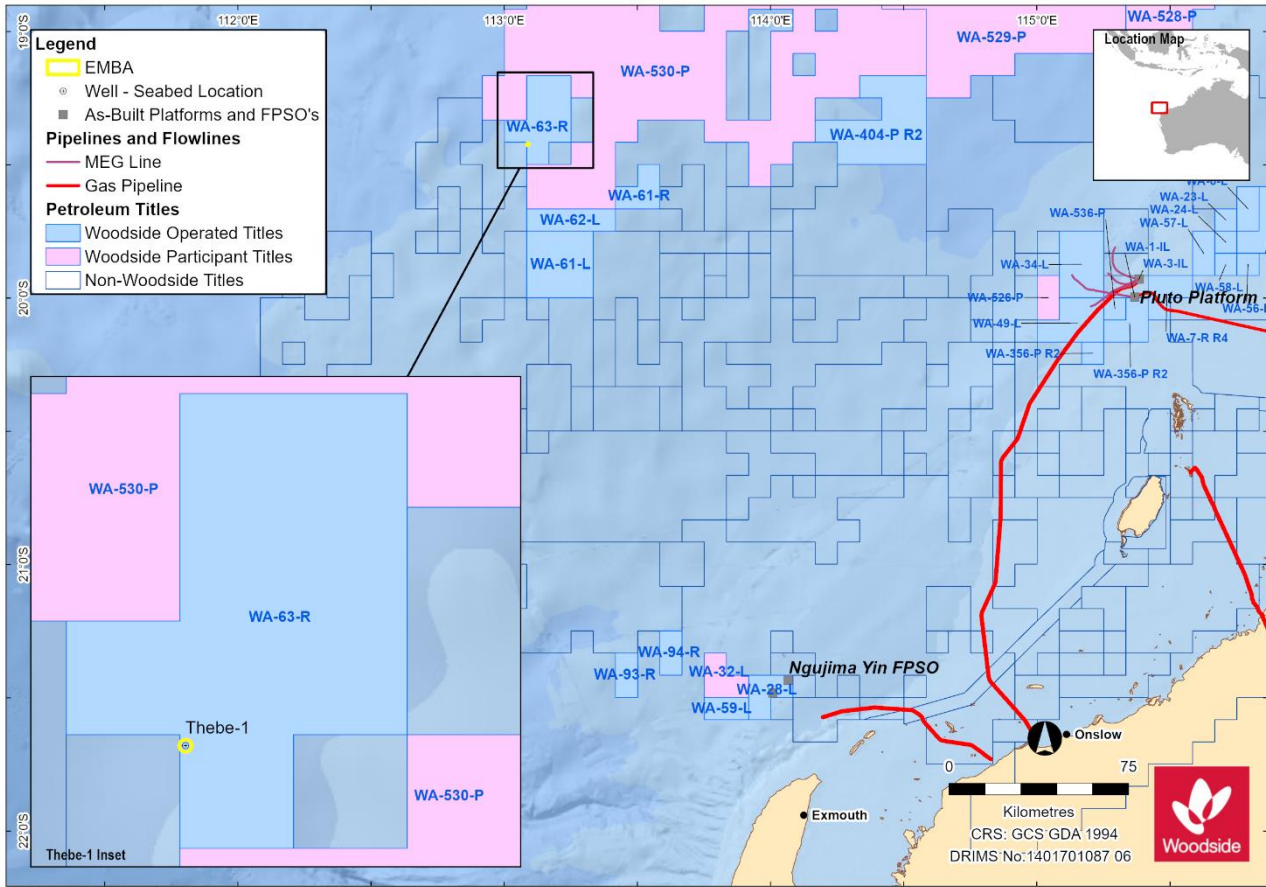 112°0'E
113°0'E
114°0'E
115°0'E
19°0'S
20°0'S
21°0'S
22°0'S
Legend
EMBA
Well - Seabed Location
As-Built Platforms and FPSO's
Pipelines and Flowlines
MEG Line
Gas Pipeline
Petroleum Titles
Woodside Operated Titles
Woodside Participant Titles
Non-Woodside Titles
WA-528-P
WA-529-P
Location Map
WA-530-P
WA-63-R
WA-404-P R2
WA-61-R
WA-62-L
WA-61-L
WA-23-L
WA-24-L
WA-536-P
WA-57-L
WA-1-IL
WA-34-L
WA-3-IL
WA-58-L
WA-526-P
Pluto Platform
WA-49-L
WA-7-R R4
WA-356-P R2
WA-356-P R2
WA-530-P
WA-63-R
Thebe-1
WA-530-P
Thebe-1 Inset
WA-94-R
WA-93-R
WA-32-L
Ngujima Yin FPSO
WA-28-L
WA-59-L
Onslow
Exmouth
0 75
Kilometres
CRS: GCS GDA 1994
DRIMS No:1401701087 06
Woodside